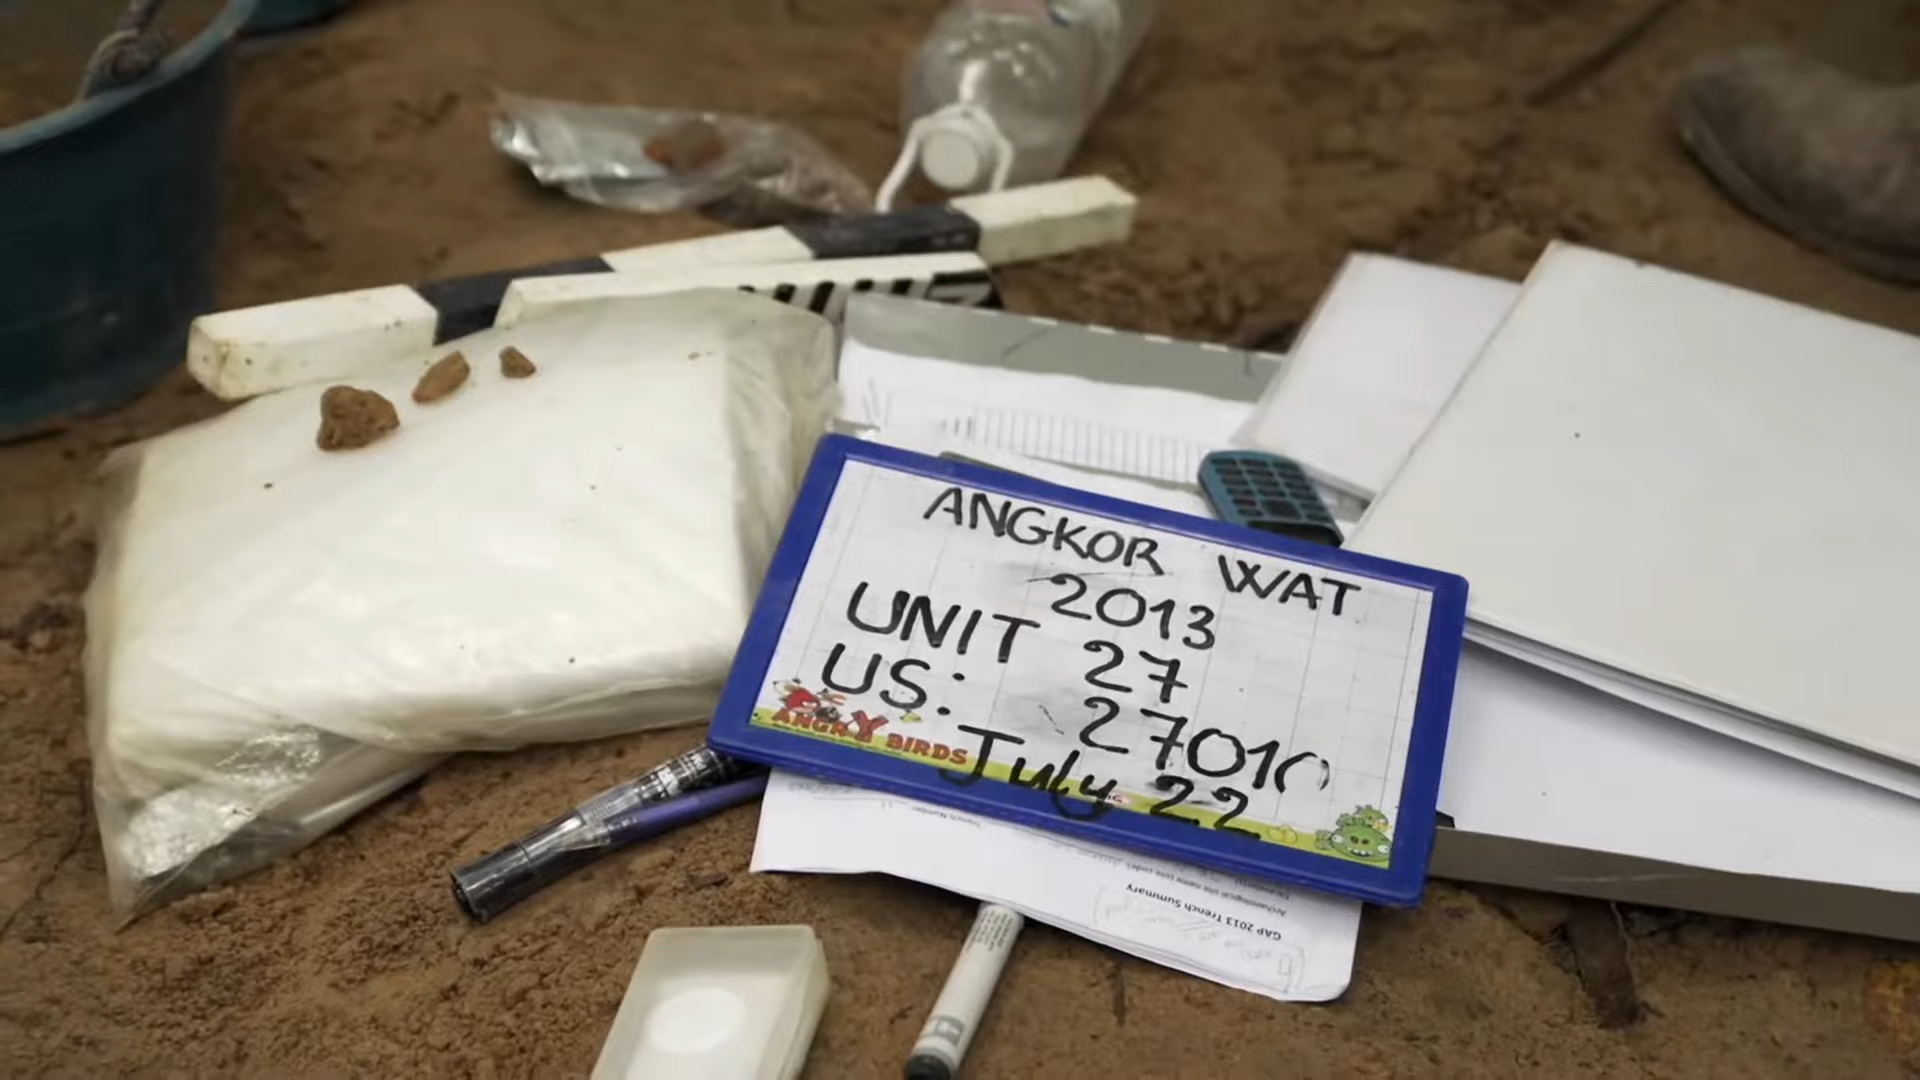 ANGKOR WAT
2013
UNIT 27
US: 27010
July 22
ANGRY BIRDS
GAP 2013 Trench Summary